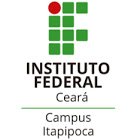 INSTITUTO
FEDERAL
Ceará
Campus
Itapipoca